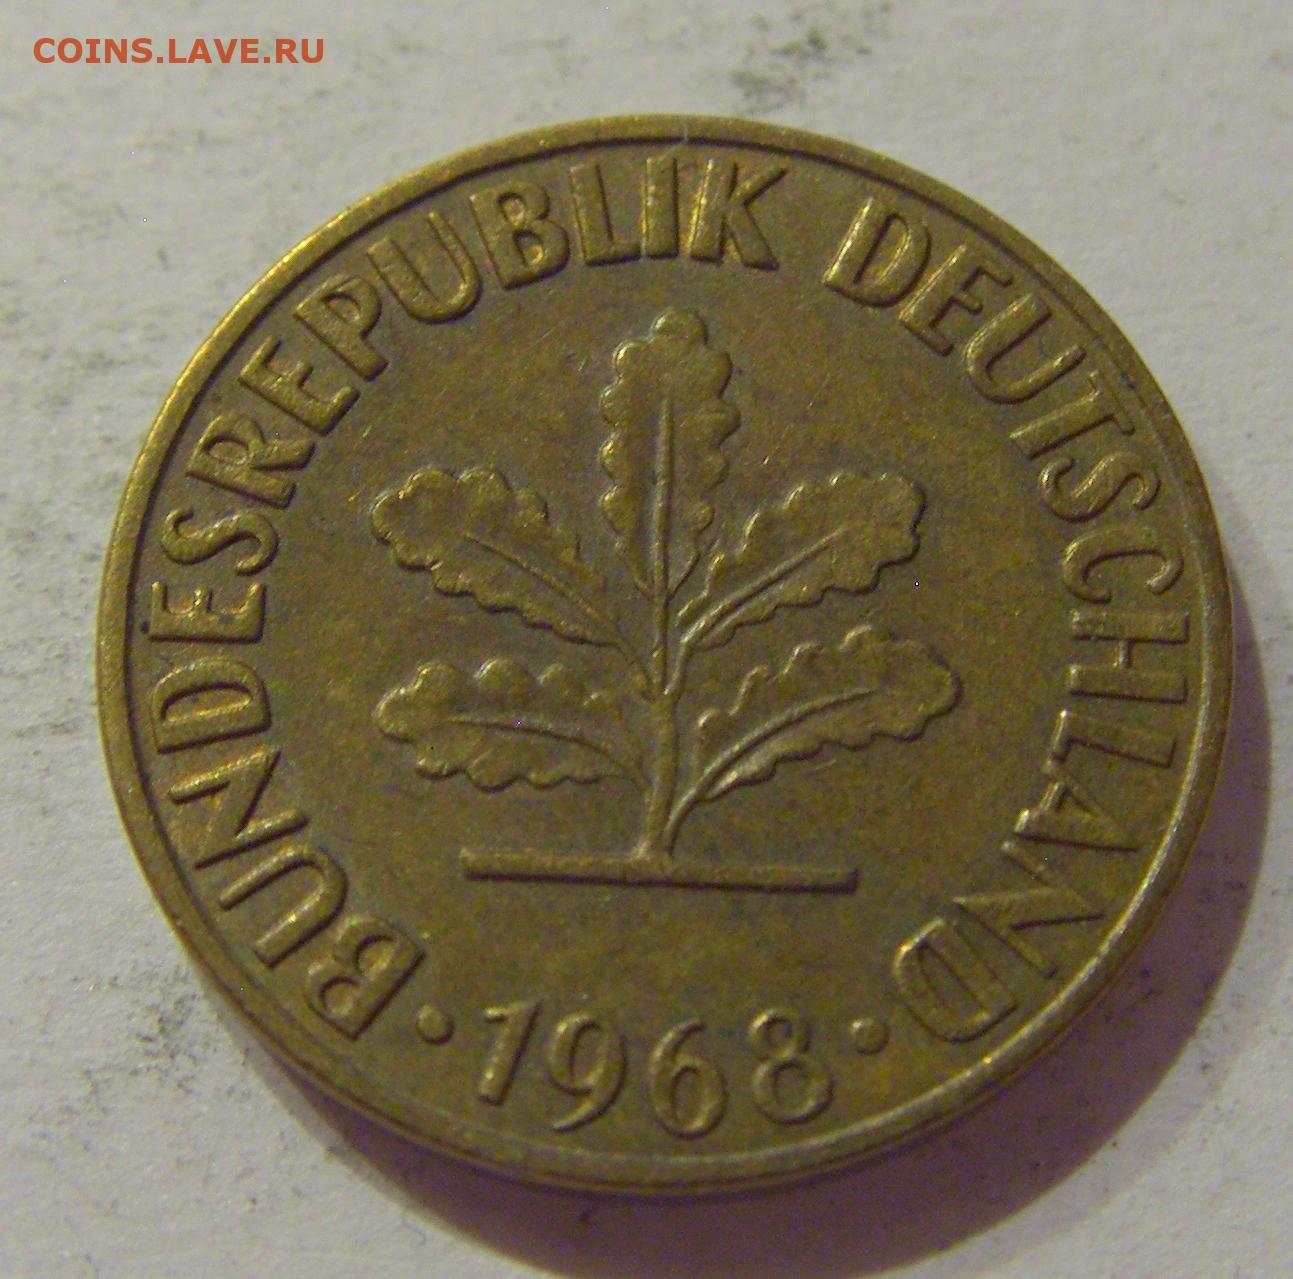 COINS.LAVE.RU
BUNDESREPUBLIK DEUTSCHLAND
· 1968 ·